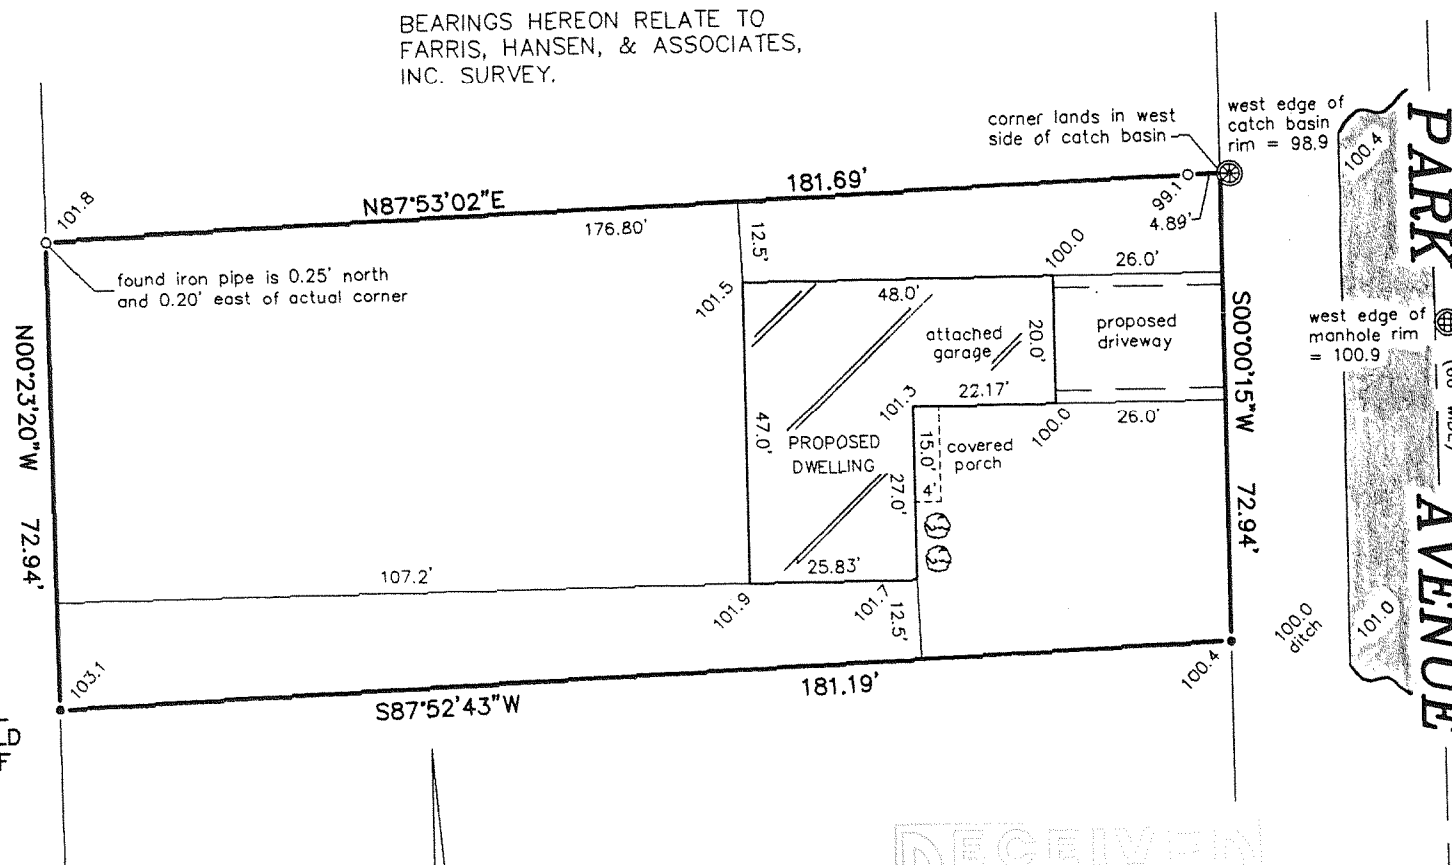 BEARINGS HEREON RELATE TO
FARRIS, HANSEN, & ASSOCIATES,
INC. SURVEY.
corner lands in west
side of catch basin
west edge of
catch basin
rim = 98.9
PARK AVENUE
100.4
101.8
N87°53'02"E
181.69'
176.80'
99.1
4.89'
found iron pipe is 0.25' north
and 0.20' east of actual corner
12.5'
100.0
26.0'
101.5
48.0'
attached
garage
20.0'
proposed
driveway
S00°00'15"W 72.94'
west edge of
manhole rim
= 100.9
N00°23'20"W 72.94'
22.17'
101.3
100.0
26.0'
47.0'
PROPOSED
DWELLING
15.0'
covered
porch
4'
27.0'
25.83'
107.2'
101.9
101.7
12.5'
100.0
ditch
101.0
103.1
100.4
S87°52'43"W
181.19'
RECEIVED